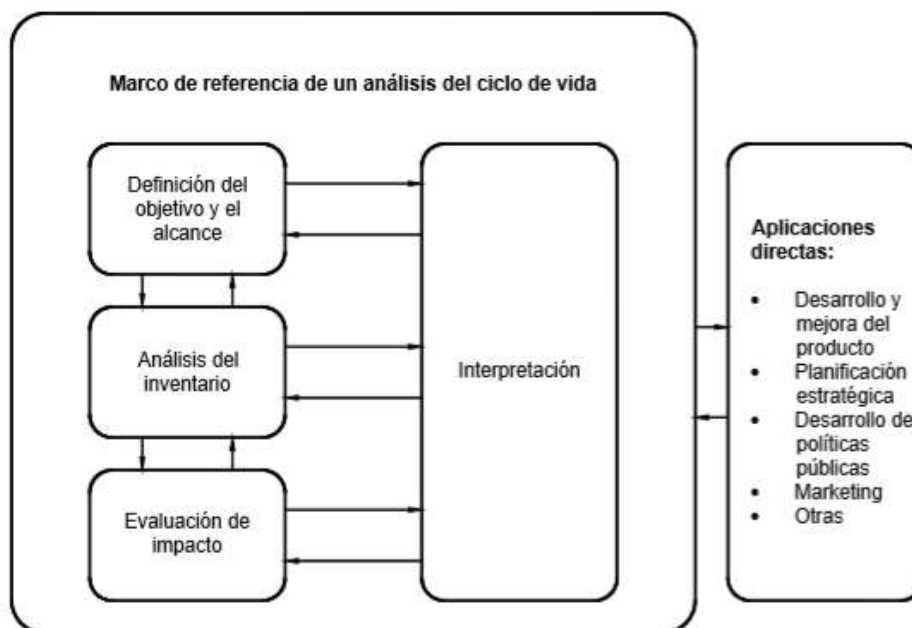 Marco de referencia de un análisis del ciclo de vida
Definición del
objetivo y el
alcance
Análisis del
inventario
Evaluación de
impacto
Interpretación
Aplicaciones
directas:
• Desarrollo y
mejora del
producto
• Planificación
estratégica
• Desarrollo de
políticas
públicas
• Marketing
• Otras